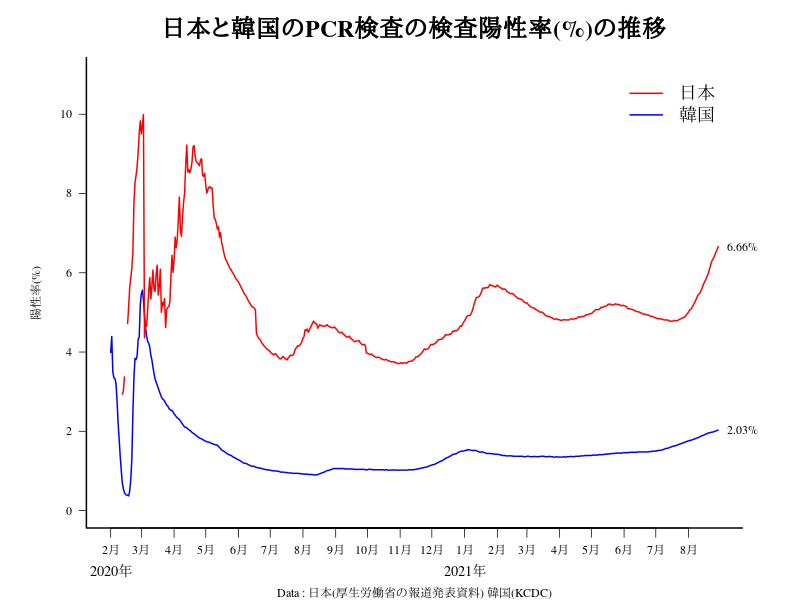 日本と韓国のPCR検査の検査陽性率(%)の推移
日本
韓国
陽性率(%)
10
8
6
4
2
0
6.66%
2.03%
2月 3月 4月 5月 6月 7月 8月 9月 10月 11月 12月 1月 2月 3月 4月 5月 6月 7月 8月
2020年 2021年
Data : 日本(厚生労働省の報道発表資料) 韓国(KCDC)